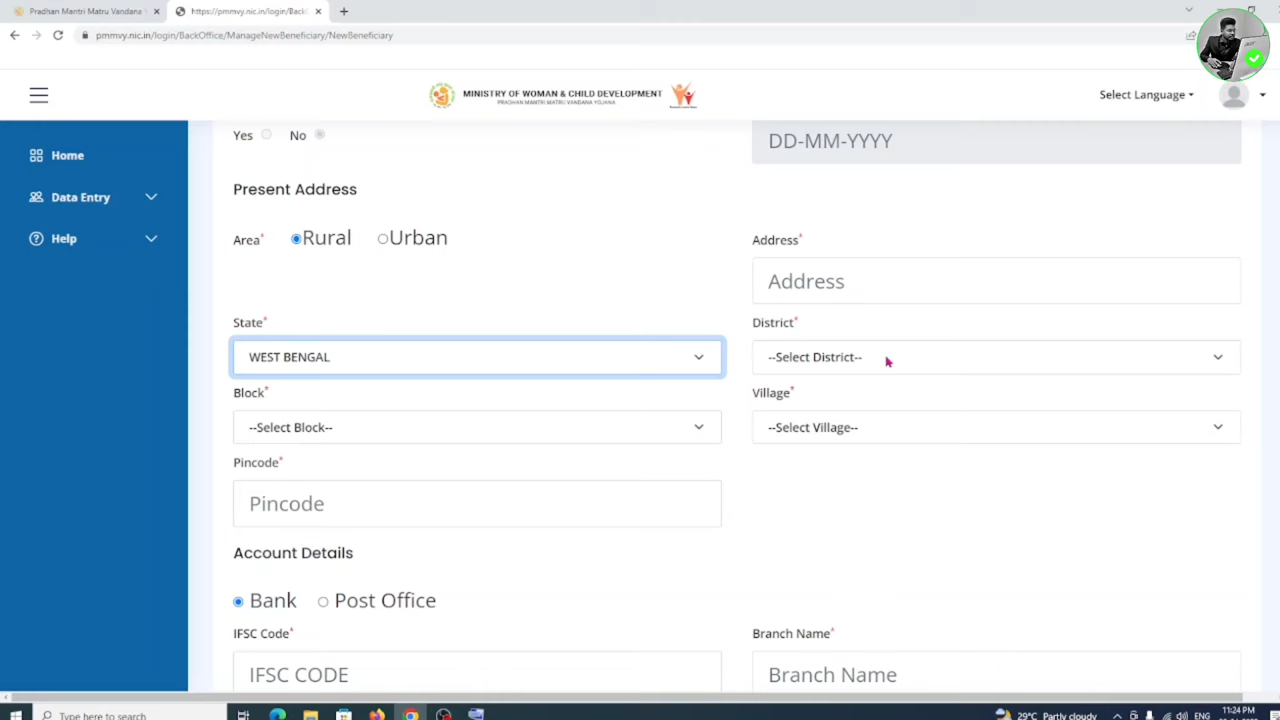 Pradhan Mantri Matru Vandana Y
https://pmmvy.nic.in/login/BackO
pmmvy.nic.in/login/BackOffice/ManageNewBeneficiary/NewBeneficiary
MINISTRY OF WOMAN & CHILD DEVELOPMENT
PRADHAN MANTRI MATRU VANDANA YOJANA
Select Language
Home
Data Entry
Help
Yes No
DD-MM-YYYY
Present Address
Area* Rural Urban
Address*
Address
State*
District*
WEST BENGAL
--Select District--
Block*
Village*
--Select Block--
--Select Village--
Pincode*
Pincode
Account Details
Bank Post Office
IFSC Code*
Branch Name*
IFSC CODE
Branch Name
Type here to search
29°C Partly cloudy
ENG
11:24 PM